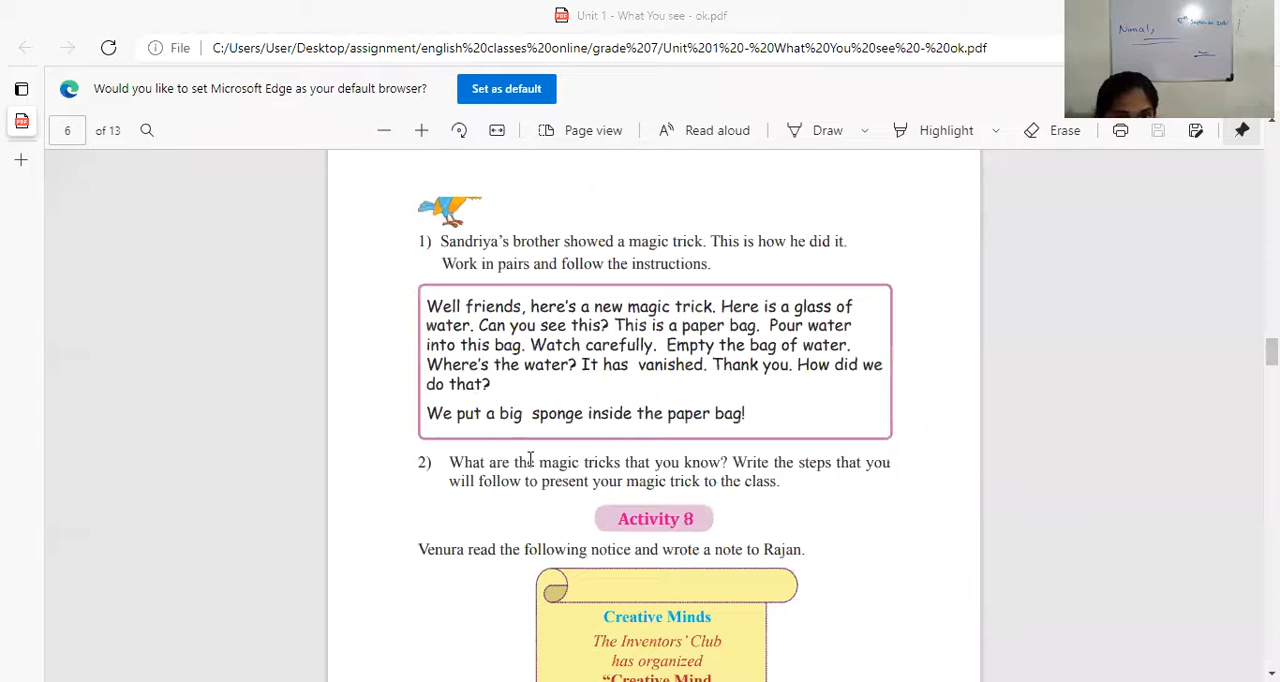 Unit 1 - What You see - ok.pdf
File C:/Users/User/Desktop/assignment/english%20classes%20online/grade%207/Unit%201%20-%20What%20You%20see%20-%20ok.pdf
Would you like to set Microsoft Edge as your default browser? Set as default
6 of 13 Page view Read aloud Draw Highlight Erase
Nimal,
September
1) Sandriya's brother showed a magic trick. This is how he did it.
Work in pairs and follow the instructions.
Well friends, here's a new magic trick. Here is a glass of
water. Can you see this? This is a paper bag. Pour water
into this bag. Watch carefully. Empty the bag of water.
Where's the water? It has vanished. Thank you. How did we
do that?
We put a big sponge inside the paper bag!
2) What are the magic tricks that you know? Write the steps that you
will follow to present your magic trick to the class.
Activity 8
Venura read the following notice and wrote a note to Rajan.
Creative Minds
The Inventors' Club
has organized
"Creative Mind